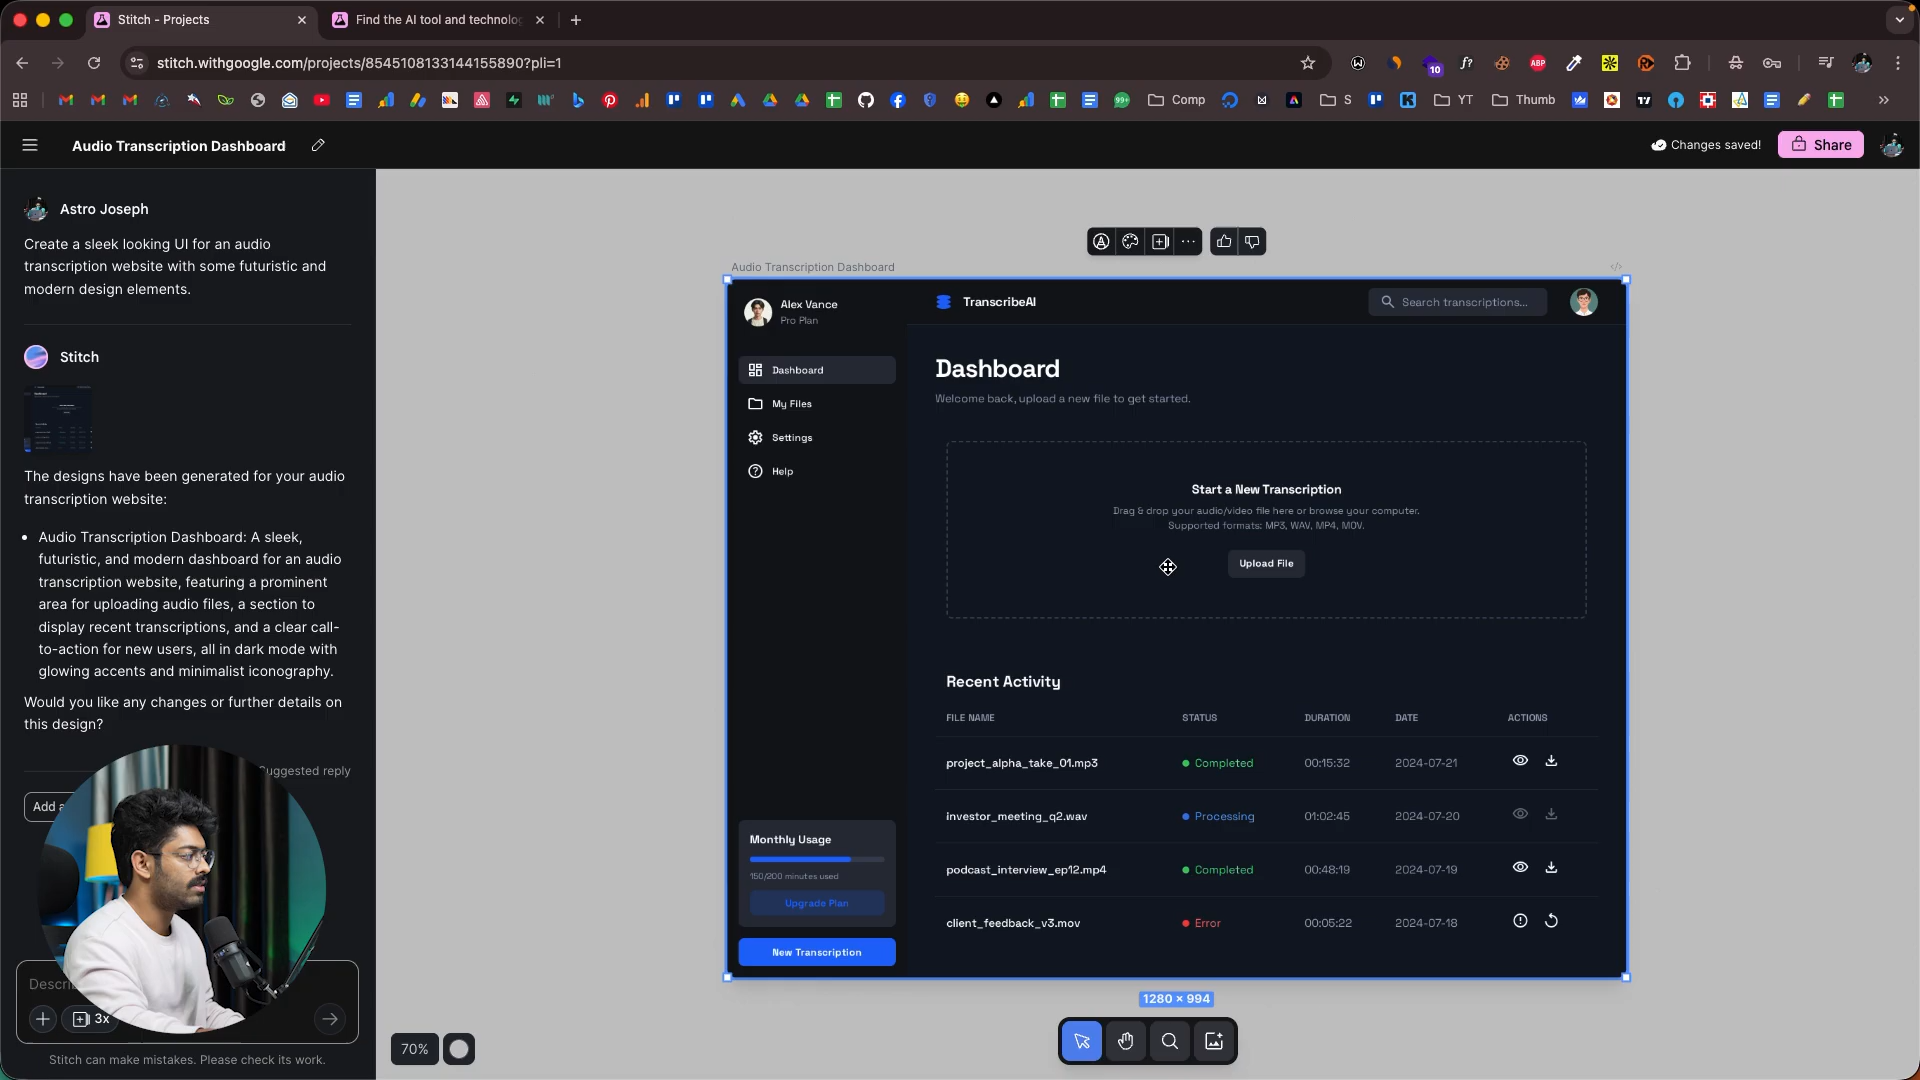 Stitch - Projects
Find the AI tool and technolog
stitch.withgoogle.com/projects/8545108133144155890?pli=1
10
ABP
99+
Comp
S
YT
Thumb
Audio Transcription Dashboard
Changes saved!
Share
Astro Joseph
Create a sleek looking UI for an audio
transcription website with some futuristic and
modern design elements.
Stitch
The designs have been generated for your audio
transcription website:
• Audio Transcription Dashboard: A sleek,
futuristic, and modern dashboard for an audio
transcription website, featuring a prominent
area for uploading audio files, a section to
display recent transcriptions, and a clear call-
to-action for new users, all in dark mode with
glowing accents and minimalist iconography.
Would you like any changes or further details on
this design?
Suggested reply
Add a
Descri
3x
Stitch can make mistakes. Please check its work.
Audio Transcription Dashboard
Alex Vance
Pro Plan
TranscribeAI
Search transcriptions...
Dashboard
My Files
Settings
Help
Dashboard
Welcome back, upload a new file to get started.
Start a New Transcription
Drag & drop your audio/video file here or browse your computer.
Supported formats: MP3, WAV, MP4, MOV.
Upload File
Recent Activity
FILE NAME STATUS DURATION DATE ACTIONS
project_alpha_take_01.mp3 Completed 00:15:32 2024-07-21
investor_meeting_q2.wav Processing 01:02:45 2024-07-20
podcast_interview_ep12.mp4 Completed 00:48:19 2024-07-19
client_feedback_v3.mov Error 00:05:22 2024-07-18
Monthly Usage
150/200 minutes used
Upgrade Plan
New Transcription
1280 × 994
70%